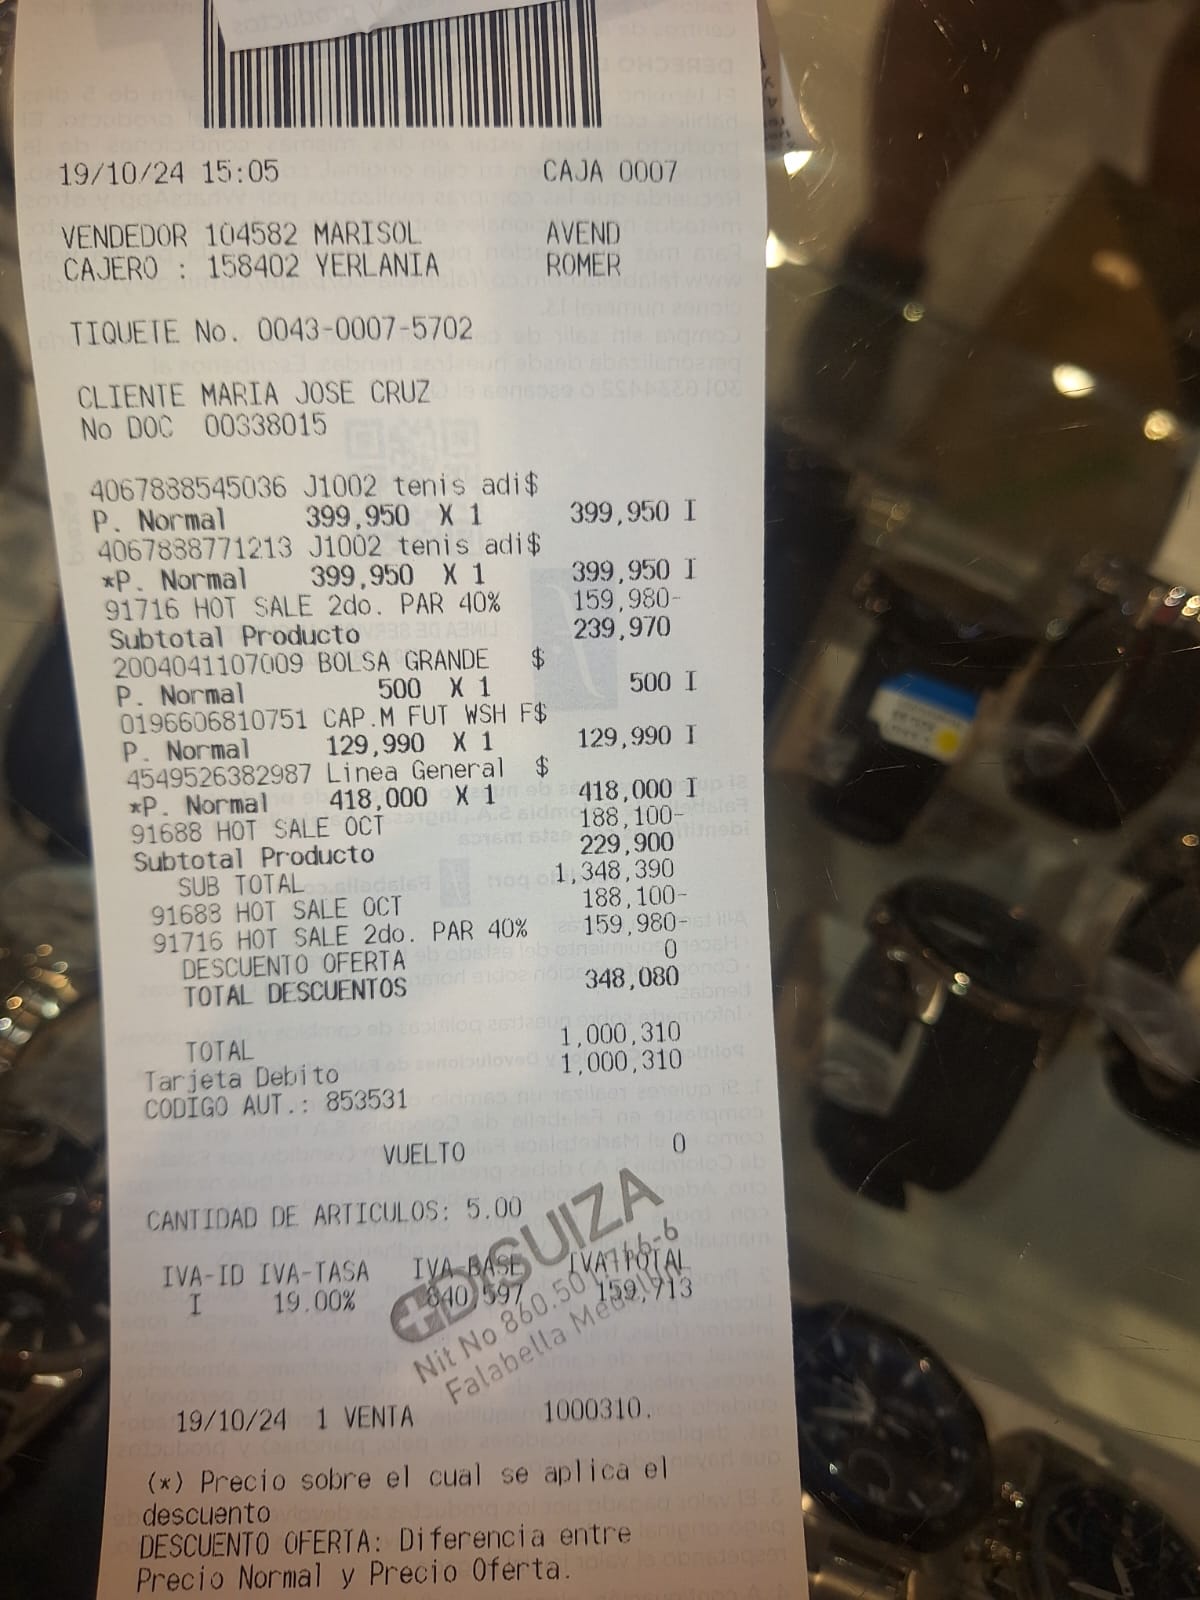 19/10/24 15:05 CAJA 0007
VENDEDOR 104582 MARISOL AVEND
CAJERO : 158402 YERLANIA ROMER
TIQUETE No. 0043-0007-5702
CLIENTE MARIA JOSE CRUZ
No DOC 00338015
4067888545036 J1002 tenis adi$
P. Normal 399,950 X 1 399,950 I
4067888771213 J1002 tenis adi$
*P. Normal 399,950 X 1 399,950 I
91716 HOT SALE 2do. PAR 40% 159,980-
Subtotal Producto 239,970
2004041107009 BOLSA GRANDE $
P. Normal 500 X 1 500 I
0196606810751 CAP.M FUT WSH F$
P. Normal 129,990 X 1 129,990 I
4549526382987 Linea General $
*P. Normal 418,000 X 1 418,000 I
91688 HOT SALE OCT 188,100-
Subtotal Producto 229,900
SUB TOTAL 1,348,390
91688 HOT SALE OCT 188,100-
91716 HOT SALE 2do. PAR 40% 159,980-
DESCUENTO OFERTA 0
TOTAL DESCUENTOS 348,080
TOTAL 1,000,310
Tarjeta Debito 1,000,310
CODIGO AUT.: 853531
VUELTO 0
CANTIDAD DE ARTICULOS: 5.00
IVA-ID IVA-TASA IVA-BASE IVA-TOTAL
I 19.00% 840,597 159,713
DISUIZA
Nit No 860.501.766-6
Falabella Medellin
19/10/24 1 VENTA 1000310.
(*) Precio sobre el cual se aplica el
descuento
DESCUENTO OFERTA: Diferencia entre
Precio Normal y Precio Oferta.